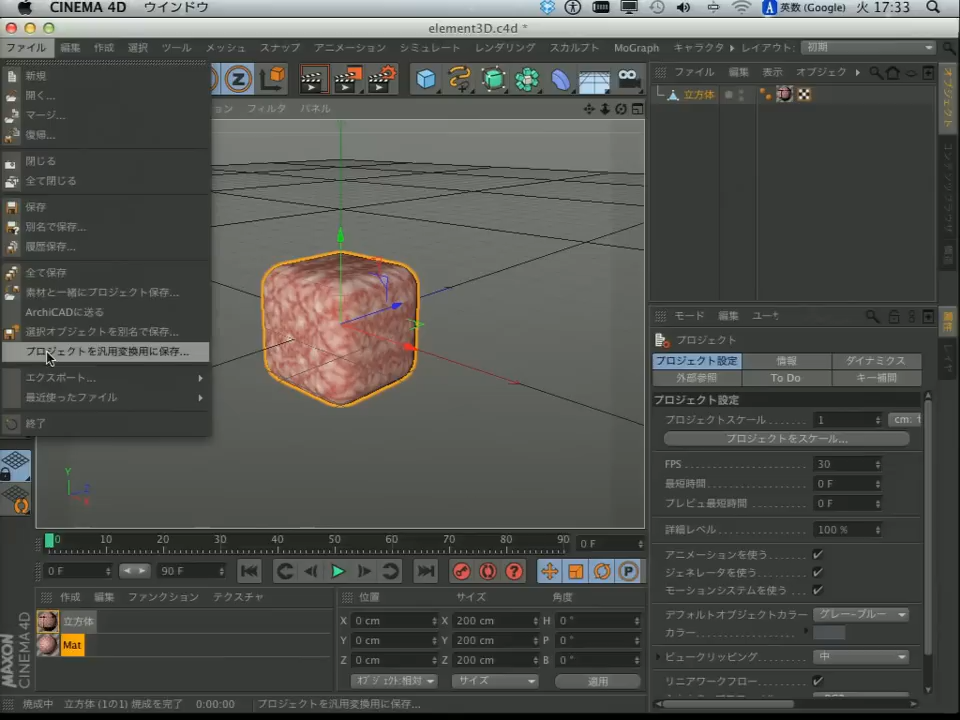 CINEMA 4D ウインドウ
英数 (Google) 火 17:33
element3D.c4d *
ファイル 編集 作成 選択 ツール メッシュ スナップ アニメーション シミュレート レンダリング スカルプト MoGraph キャラクタ レイアウト: 初期
新規
開く...
マージ...
復帰...
閉じる
全て閉じる
保存
別名で保存...
履歴保存...
全て保存
素材と一緒にプロジェクト保存...
ArchiCADに送る
選択オブジェクトを別名で保存...
プロジェクトを汎用変換用に保存...
エクスポート...
最近使ったファイル
終了
フィルタ パネル
ファイル 編集 表示 オブジェク
立方体
オブジェクト
属性
レイヤ
モード 編集 ユーザ
プロジェクト
プロジェクト設定 情報 ダイナミクス
外部参照 To Do キー補間
プロジェクト設定
プロジェクトスケール 1 cm
プロジェクトをスケール...
FPS 30
最短時間 0 F
プレビュ最短時間 0 F
詳細レベル 100 %
アニメーションを使う
ジェネレータを使う
モーションシステムを使う
デフォルトオブジェクトカラー グレー-ブルー
カラー
ビュークリッピング 中
リニアワークフロー
Y
Z
X
0 10 20 30 40 50 60 70 80 90 0 F
0 F 90 F
作成 編集 ファンクション テクスチャ
立方体
Mat
位置 サイズ 角度
X 0 cm X 200 cm H 0 °
Y 0 cm Y 200 cm P 0 °
Z 0 cm Z 200 cm B 0 °
オブジェクト相対 サイズ 適用
MAXON CINEMA 4D
焼成中 立方体 (1の1) 焼成を完了 0:00:00 プロジェクトを汎用変換用に保存...